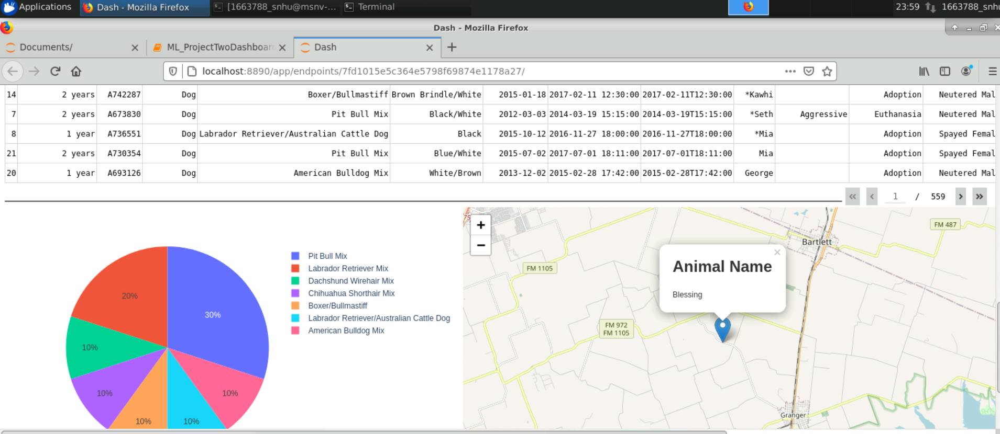 Applications Dash - Mozilla Firefox [1663788_snhu@msnv-... Terminal 23:59 1663788_snhu
Dash - Mozilla Firefox
Documents/ ML_ProjectTwoDashboar Dash
localhost:8890/app/endpoints/7fd1015e5c364e5798f69874e1178a27/
14 2 years A742287 Dog Boxer/Bullmastiff Brown Brindle/White 2015-01-18 2017-02-11 12:30:00 2017-02-11T12:30:00 *Kawhi Adoption Neutered Mal
7 2 years A673830 Dog Pit Bull Mix Black/White 2012-03-03 2014-03-19 15:15:00 2014-03-19T15:15:00 *Seth Aggressive Euthanasia Neutered Mal
8 1 year A736551 Dog Labrador Retriever/Australian Cattle Dog Black 2015-10-12 2016-11-27 18:00:00 2016-11-27T18:00:00 *Mia Adoption Spayed Femal
21 2 years A730354 Dog Pit Bull Mix Blue/White 2015-07-02 2017-07-01 18:11:00 2017-07-01T18:11:00 Mia Adoption Spayed Femal
20 1 year A693126 Dog American Bulldog Mix White/Brown 2013-12-02 2015-02-28 17:42:00 2015-02-28T17:42:00 George Adoption Neutered Mal
« ‹ 1 / 559 › »
Pit Bull Mix
Labrador Retriever Mix
Dachshund Wirehair Mix
Chihuahua Shorthair Mix
Boxer/Bullmastiff
Labrador Retriever/Australian Cattle Dog
American Bulldog Mix
20%
30%
10%
10%
10%
10%
10%
75
+
−
FM 487
Bartlett
FM 1105
Animal Name
×
Blessing
FM 972
FM 1105
Granger